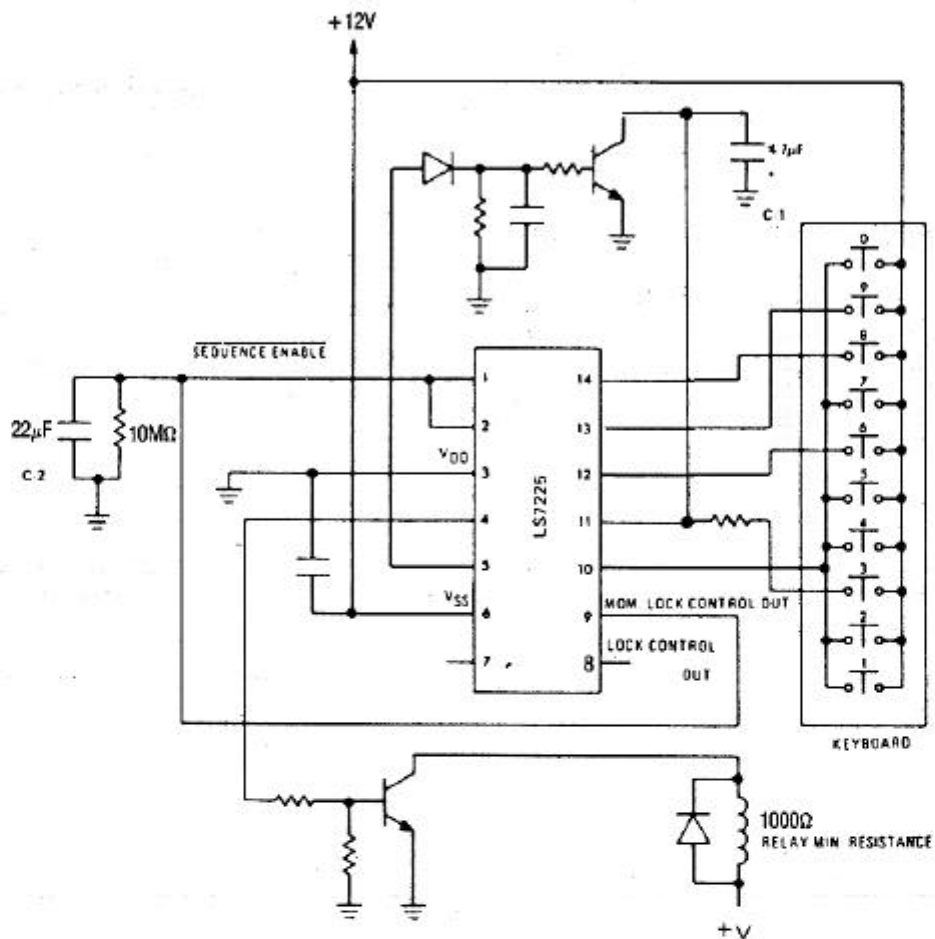 +12V
4.7μF
+
C-1
0
9
8
7
6
5
4
3
2
1
KEYBOARD
SEQUENCE ENABLE
22μF
C-2
10MΩ
VDD
VSS
1
2
3
4
5
6
7
LS7225
14
13
12
11
10
9
8
MOM. LOCK CONTROL OUT
LOCK CONTROL
OUT
1000Ω
RELAY MIN. RESISTANCE
+V